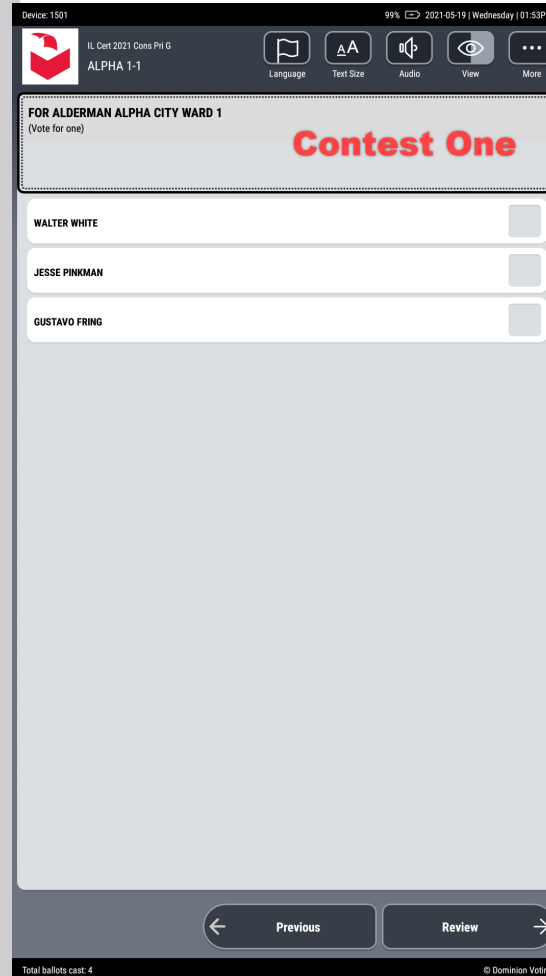 Device: 1501 99% 2021-05-19 | Wednesday | 01:53P
IL Cert 2021 Cons Pri G
ALPHA 1-1
AA
Language Text Size Audio View More
FOR ALDERMAN ALPHA CITY WARD 1
(Vote for one)
Contest One
WALTER WHITE
JESSE PINKMAN
GUSTAVO FRING
Previous Review
Total ballots cast: 4 © Dominion Voti